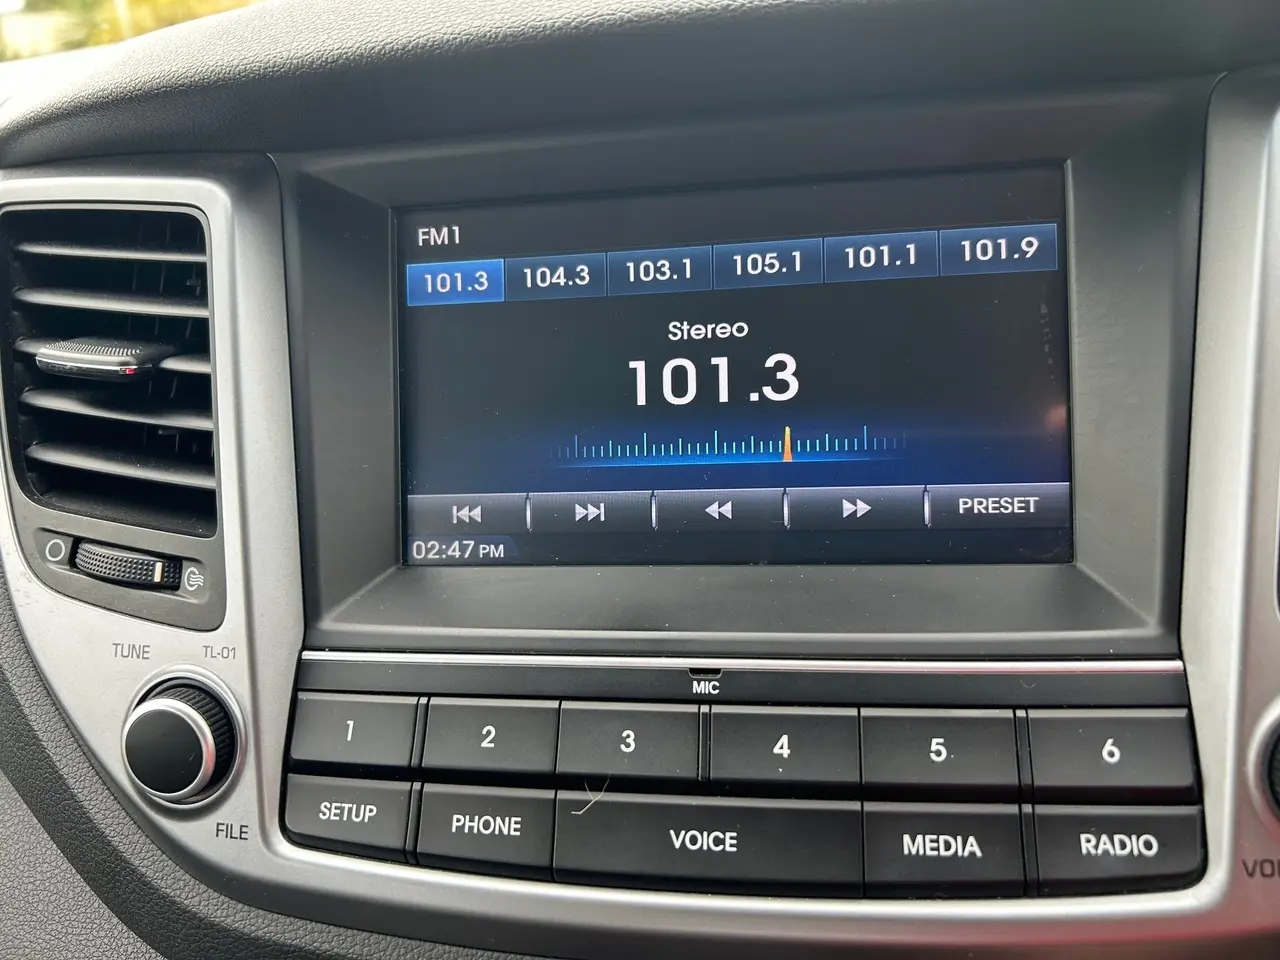 FM1
101.3 104.3 103.1 105.1 101.1 101.9
Stereo
101.3
PRESET
02:47 PM
TUNE TL-01
MIC
1 2 3 4 5 6
FILE
SETUP PHONE VOICE MEDIA RADIO